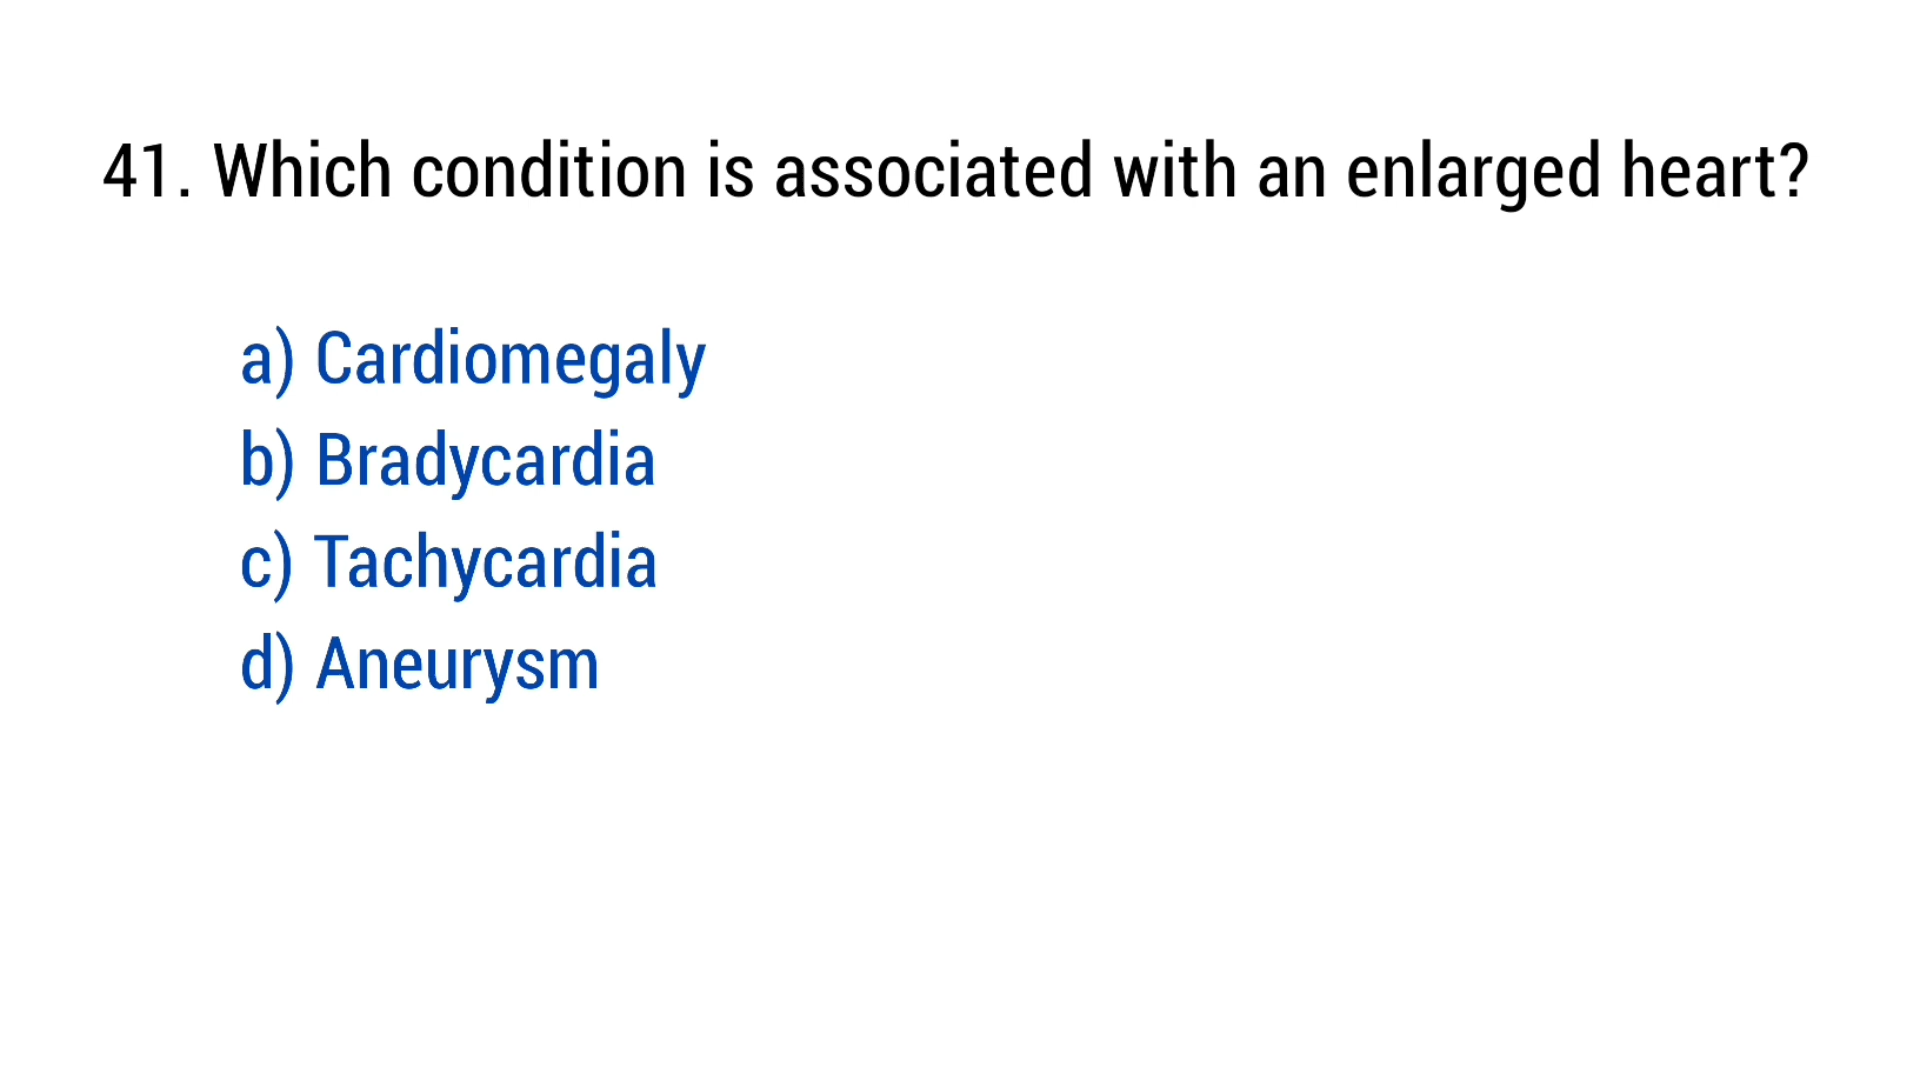 41. Which condition is associated with an enlarged heart?
a) Cardiomegaly
b) Bradycardia
c) Tachycardia
d) Aneurysm